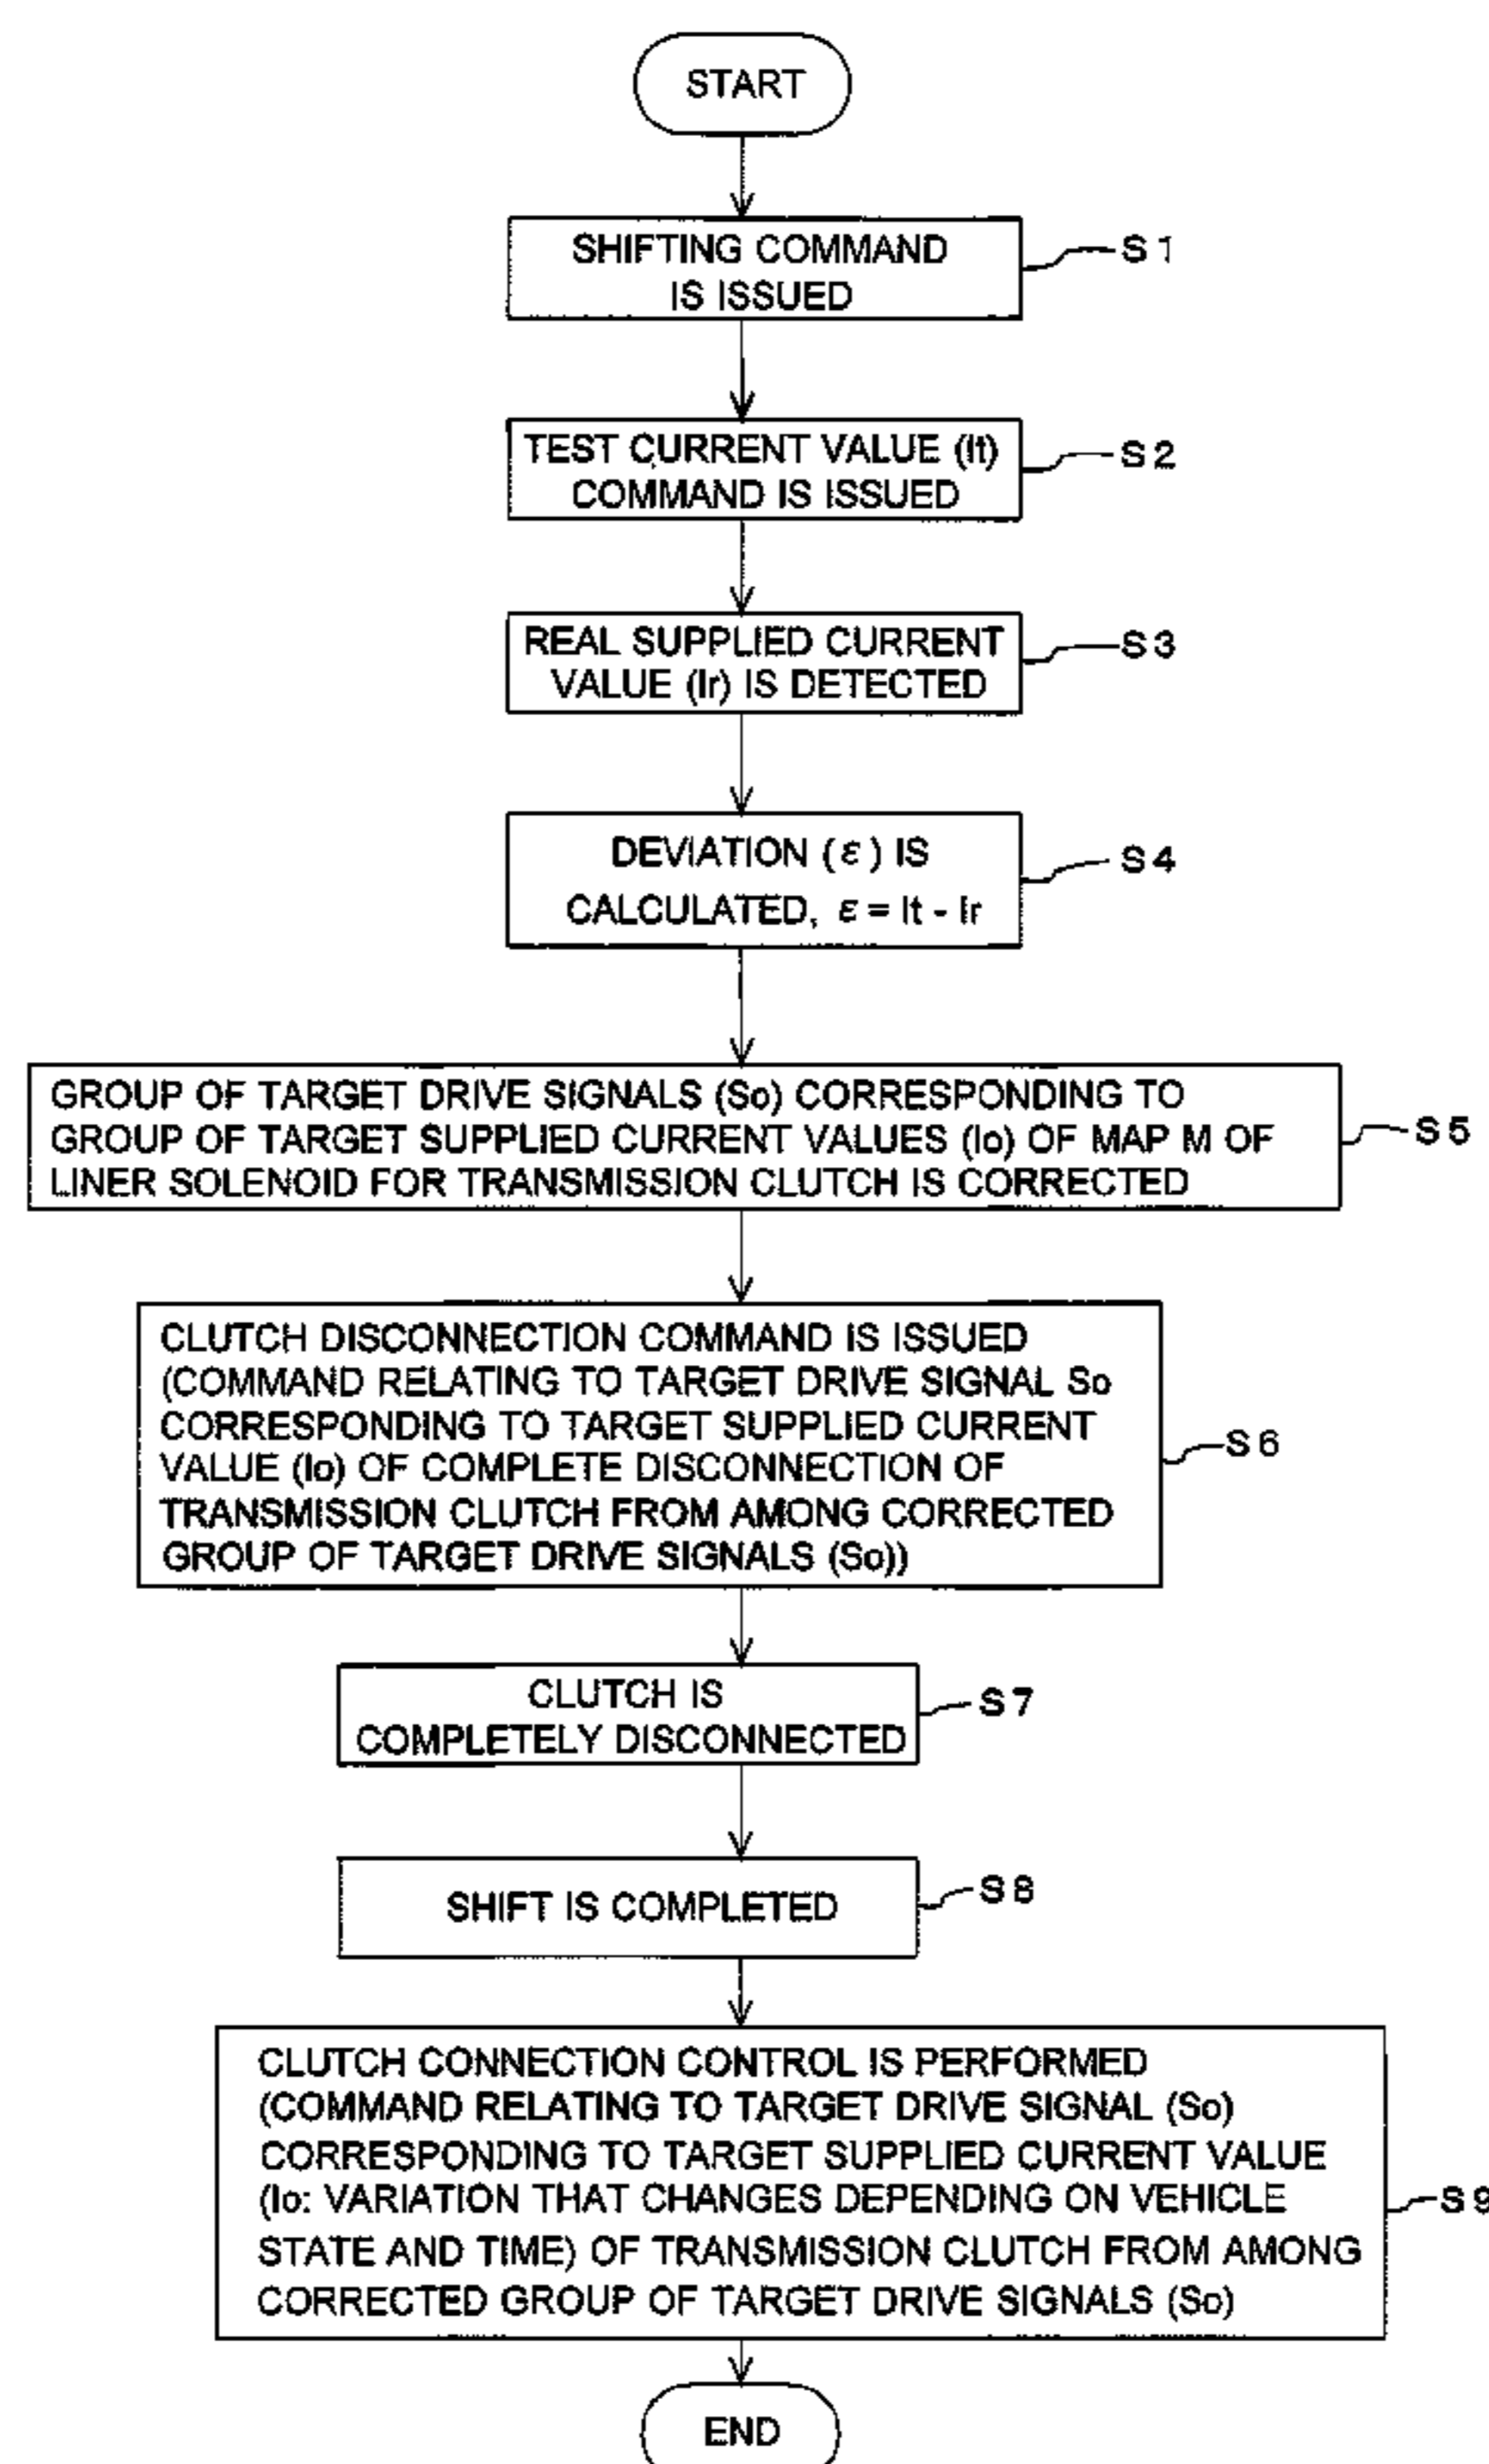 START
SHIFTING COMMAND
IS ISSUED
S1
TEST CURRENT VALUE (It)
COMMAND IS ISSUED
S2
REAL SUPPLIED CURRENT
VALUE (Ir) IS DETECTED
S3
DEVIATION (ε) IS
CALCULATED, ε = It - Ir
S4
GROUP OF TARGET DRIVE SIGNALS (So) CORRESPONDING TO
GROUP OF TARGET SUPPLIED CURRENT VALUES (Io) OF MAP M OF
LINER SOLENOID FOR TRANSMISSION CLUTCH IS CORRECTED
S5
CLUTCH DISCONNECTION COMMAND IS ISSUED
(COMMAND RELATING TO TARGET DRIVE SIGNAL So
CORRESPONDING TO TARGET SUPPLIED CURRENT
VALUE (Io) OF COMPLETE DISCONNECTION OF
TRANSMISSION CLUTCH FROM AMONG CORRECTED
GROUP OF TARGET DRIVE SIGNALS (So))
S6
CLUTCH IS
COMPLETELY DISCONNECTED
S7
SHIFT IS COMPLETED
S8
CLUTCH CONNECTION CONTROL IS PERFORMED
(COMMAND RELATING TO TARGET DRIVE SIGNAL (So)
CORRESPONDING TO TARGET SUPPLIED CURRENT VALUE
(Io: VARIATION THAT CHANGES DEPENDING ON VEHICLE
STATE AND TIME) OF TRANSMISSION CLUTCH FROM AMONG
CORRECTED GROUP OF TARGET DRIVE SIGNALS (So)
S9
END